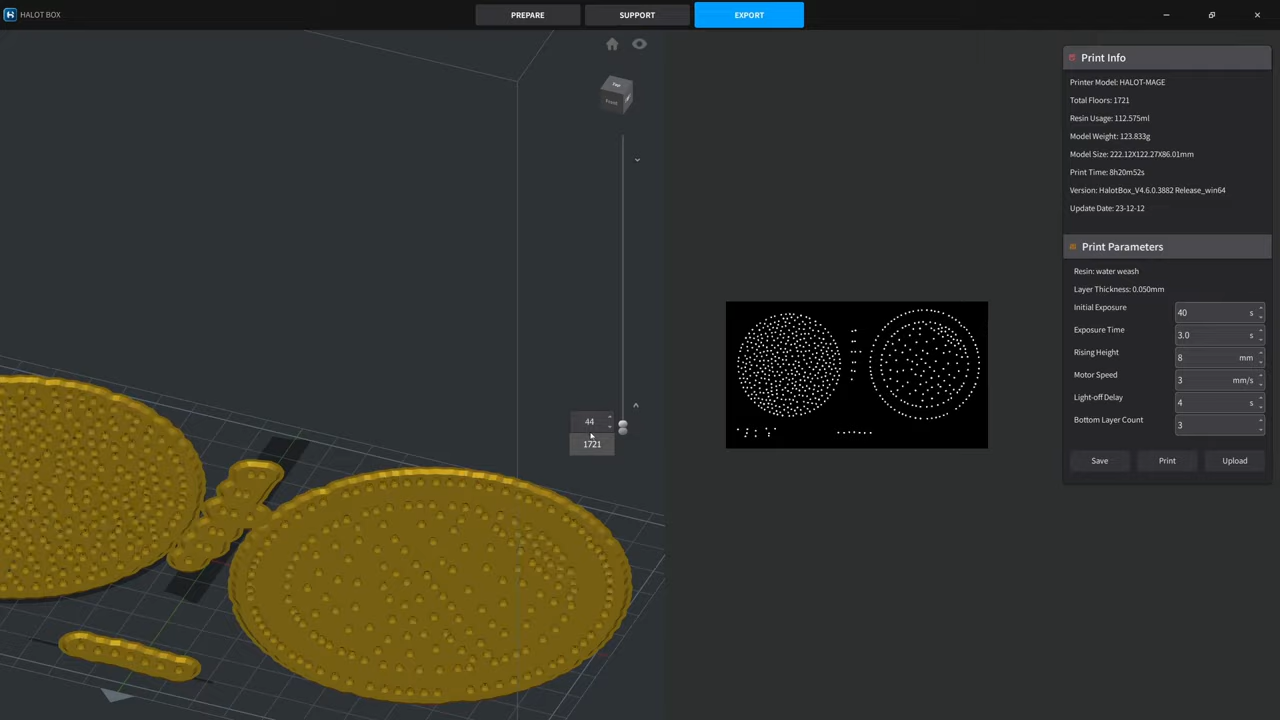 HALOT BOX
PREPARE
SUPPORT
EXPORT
Top
Front
44
1721
Print Info
Printer Model: HALOT-MAGE
Total Floors: 1721
Resin Usage: 112.575ml
Model Weight: 123.833g
Model Size: 222.12X122.27X86.01mm
Print Time: 8h20m52s
Version: HalotBox_V4.6.0.3882 Release_win64
Update Date: 23-12-12
Print Parameters
Resin: water weash
Layer Thickness: 0.050mm
Initial Exposure 40 s
Exposure Time 3.0 s
Rising Height 8 mm
Motor Speed 3 mm/s
Light-off Delay 4 s
Bottom Layer Count 3
Save Print Upload